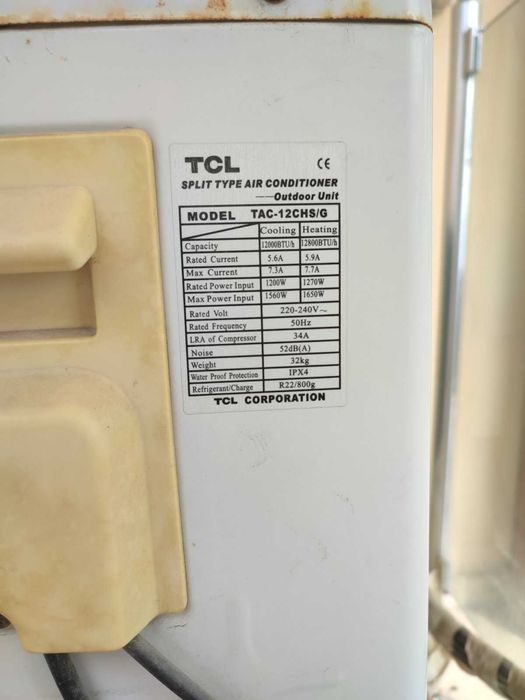 TCL CE
SPLIT TYPE AIR CONDITIONER
——Outdoor Unit
MODEL TAC-12CHS/G
Cooling Heating
Capacity 12000BTU/h 12800BTU/h
Rated Current 5.6A 5.9A
Max Current 7.3A 7.7A
Rated Power Input 1200W 1270W
Max Power Input 1560W 1650W
Rated Volt 220-240V~
Rated Frequency 50Hz
LRA of Compressor 34A
Noise 52dB(A)
Weight 32kg
Water Proof Protection IPX4
Refrigerant/Charge R22/800g
TCL CORPORATION